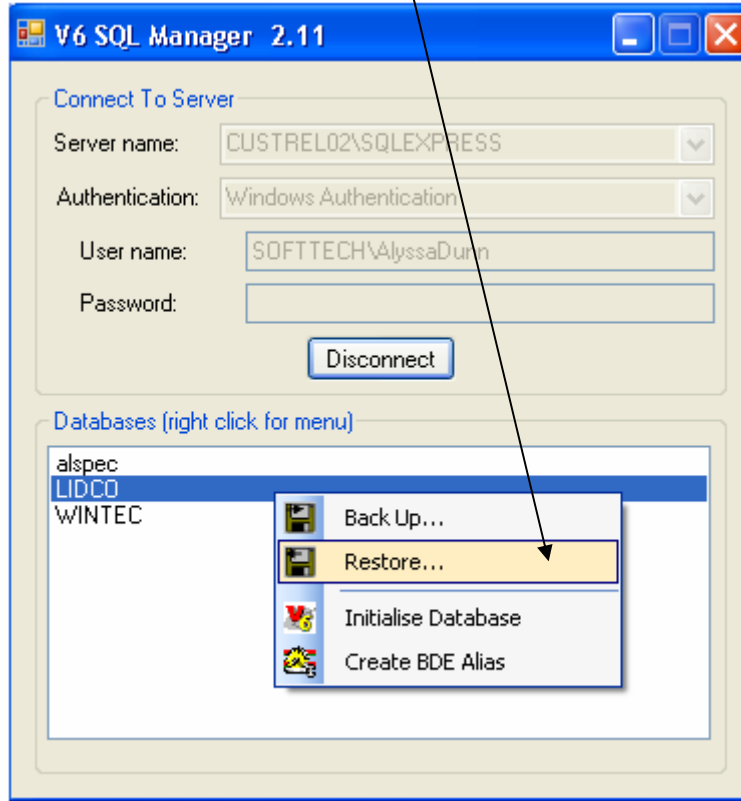 V6 SQL Manager 2.11
Connect To Server
Server name: CUSTREL02\SQLEXPRESS
Authentication: Windows Authentication
User name: SOFTTECH\AlyssaDunn
Password:
Disconnect
Databases (right click for menu)
alspec
LIDCO
WINTEC
Back Up...
Restore...
Initialise Database
Create BDE Alias